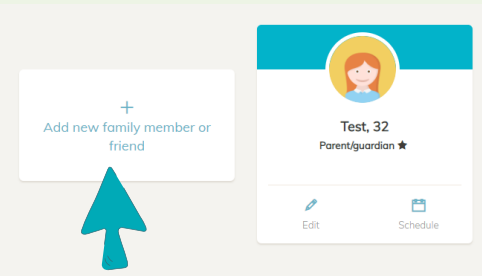 +
Add new family member or
friend
Test, 32
Parent/guardian ★
Edit
Schedule